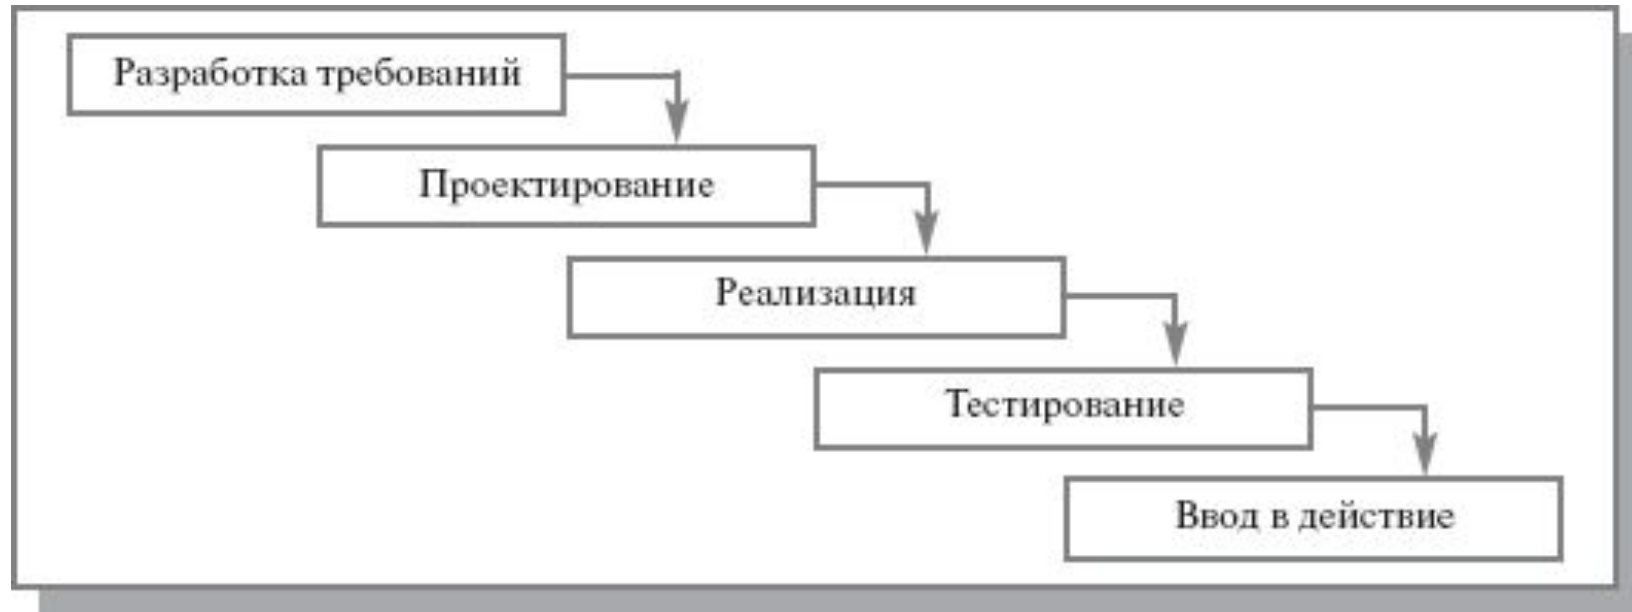 Разработка требований
Проектирование
Реализация
Тестирование
Ввод в действие